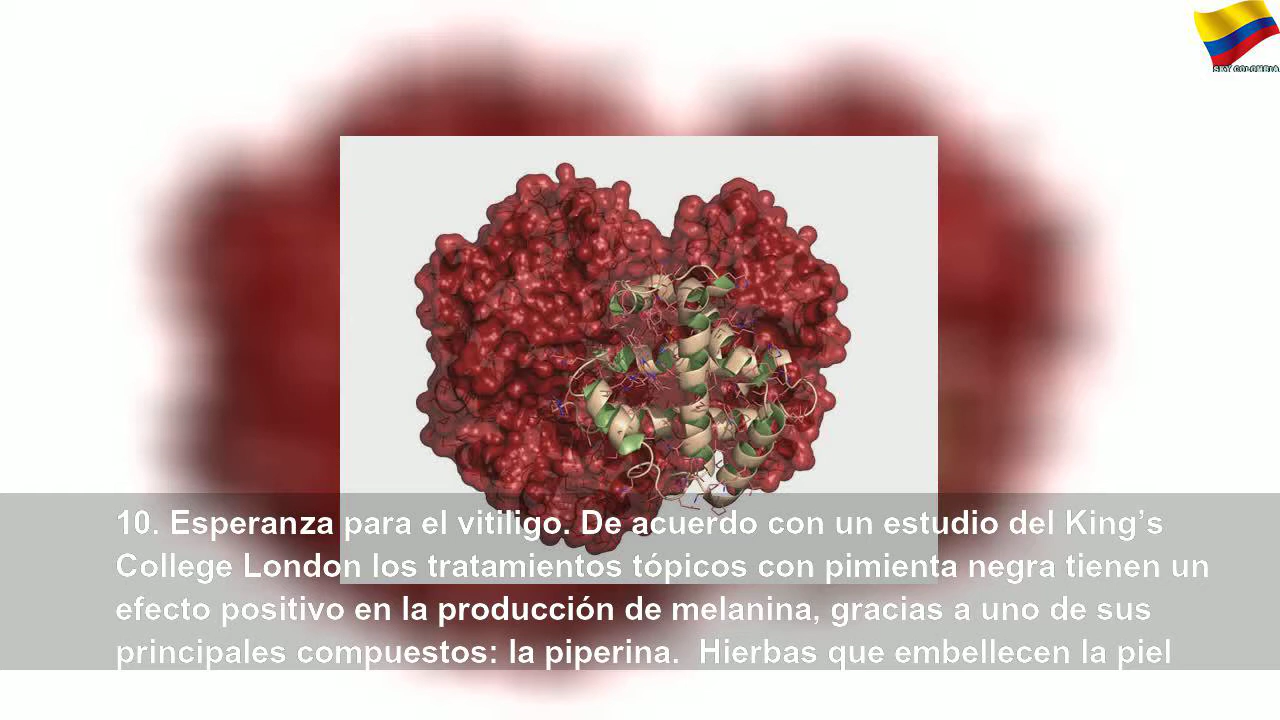 SKY COLOMBIA
10. Esperanza para el vitiligo. De acuerdo con un estudio del King’s
College London los tratamientos tópicos con pimienta negra tienen un
efecto positivo en la producción de melanina, gracias a uno de sus
principales compuestos: la piperina.  Hierbas que embellecen la piel